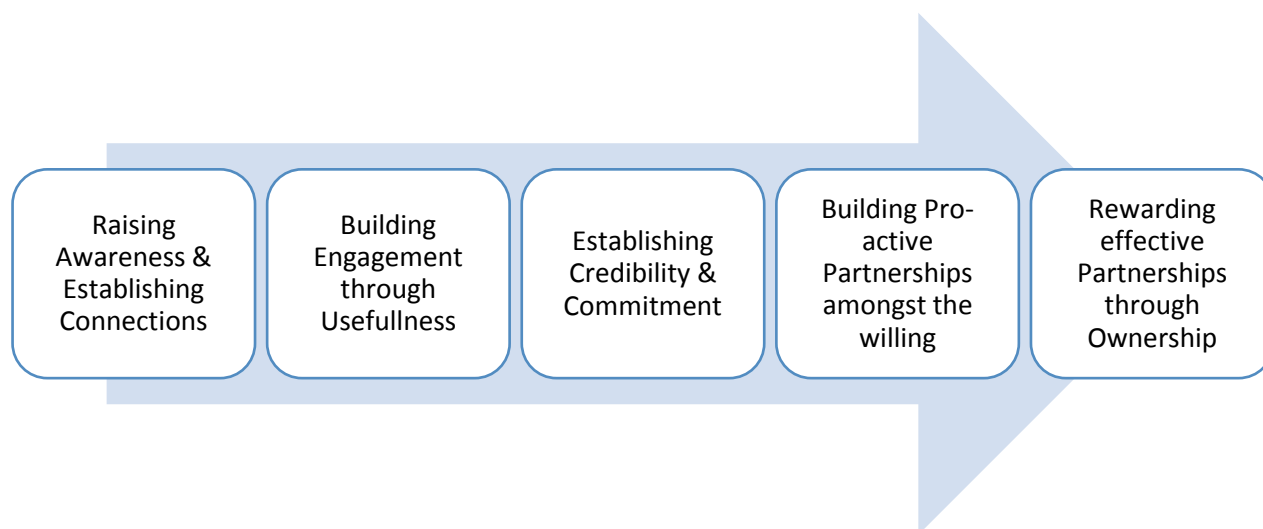 Raising
Awareness &
Establishing
Connections
Building
Engagement
through
Usefullness
Establishing
Credibility &
Commitment
Building Pro-
active
Partnerships
amongst the
willing
Rewarding
effective
Partnerships
through
Ownership